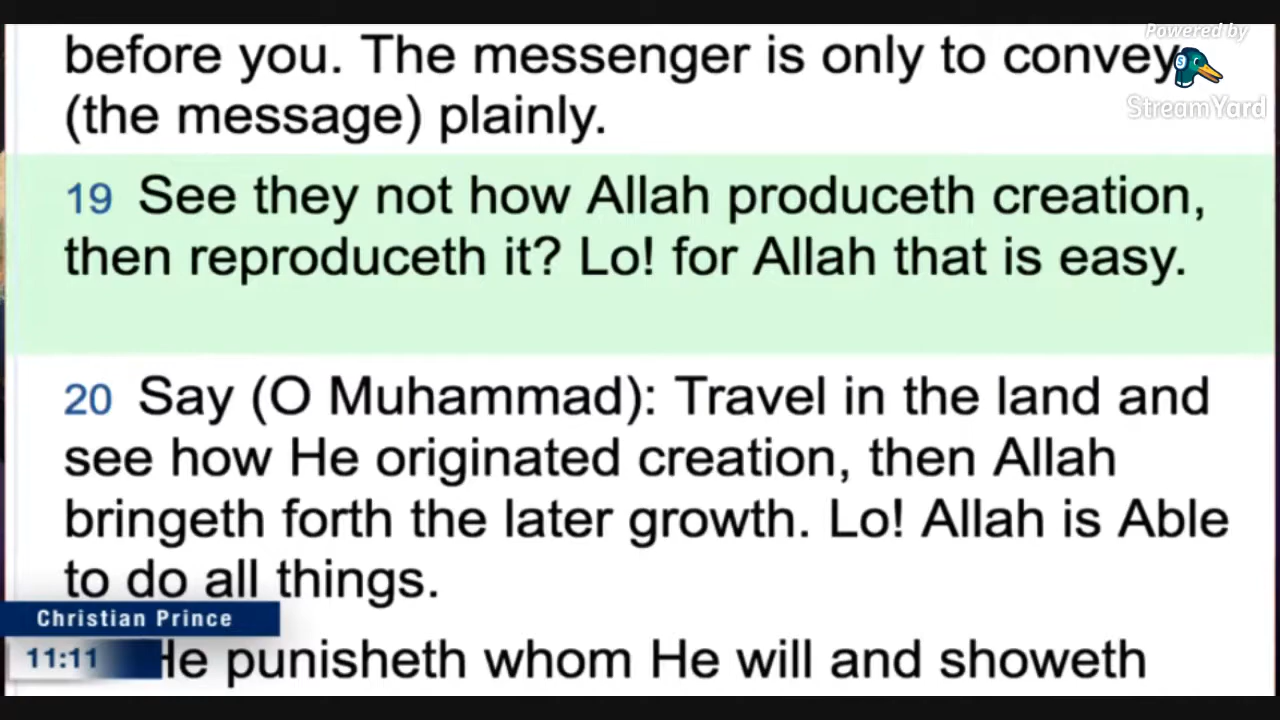 before you. The messenger is only to convey
(the message) plainly.
Powered by
StreamYard
19 See they not how Allah produceth creation,
then reproduceth it? Lo! for Allah that is easy.
20 Say (O Muhammad): Travel in the land and
see how He originated creation, then Allah
bringeth forth the later growth. Lo! Allah is Able
to do all things.
Christian Prince
11:11
He punisheth whom He will and showeth